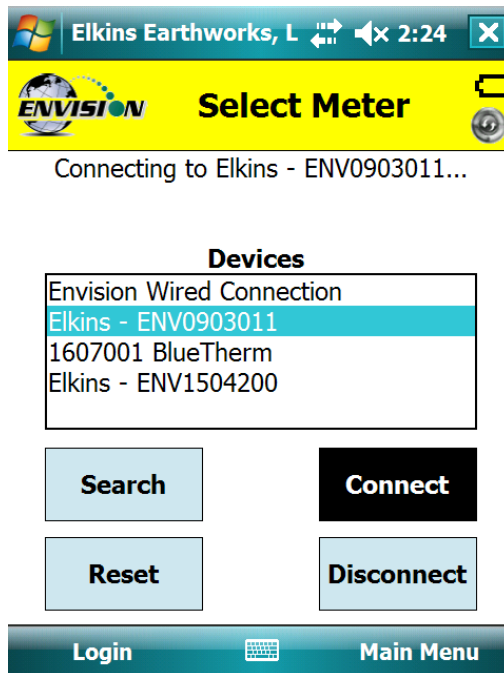 Elkins Earthworks, L 2:24
ENVISION
Select Meter
Connecting to Elkins - ENV0903011...
Devices
Envision Wired Connection
Elkins - ENV0903011
1607001 BlueTherm
Elkins - ENV1504200
Search Connect
Reset Disconnect
Login Main Menu